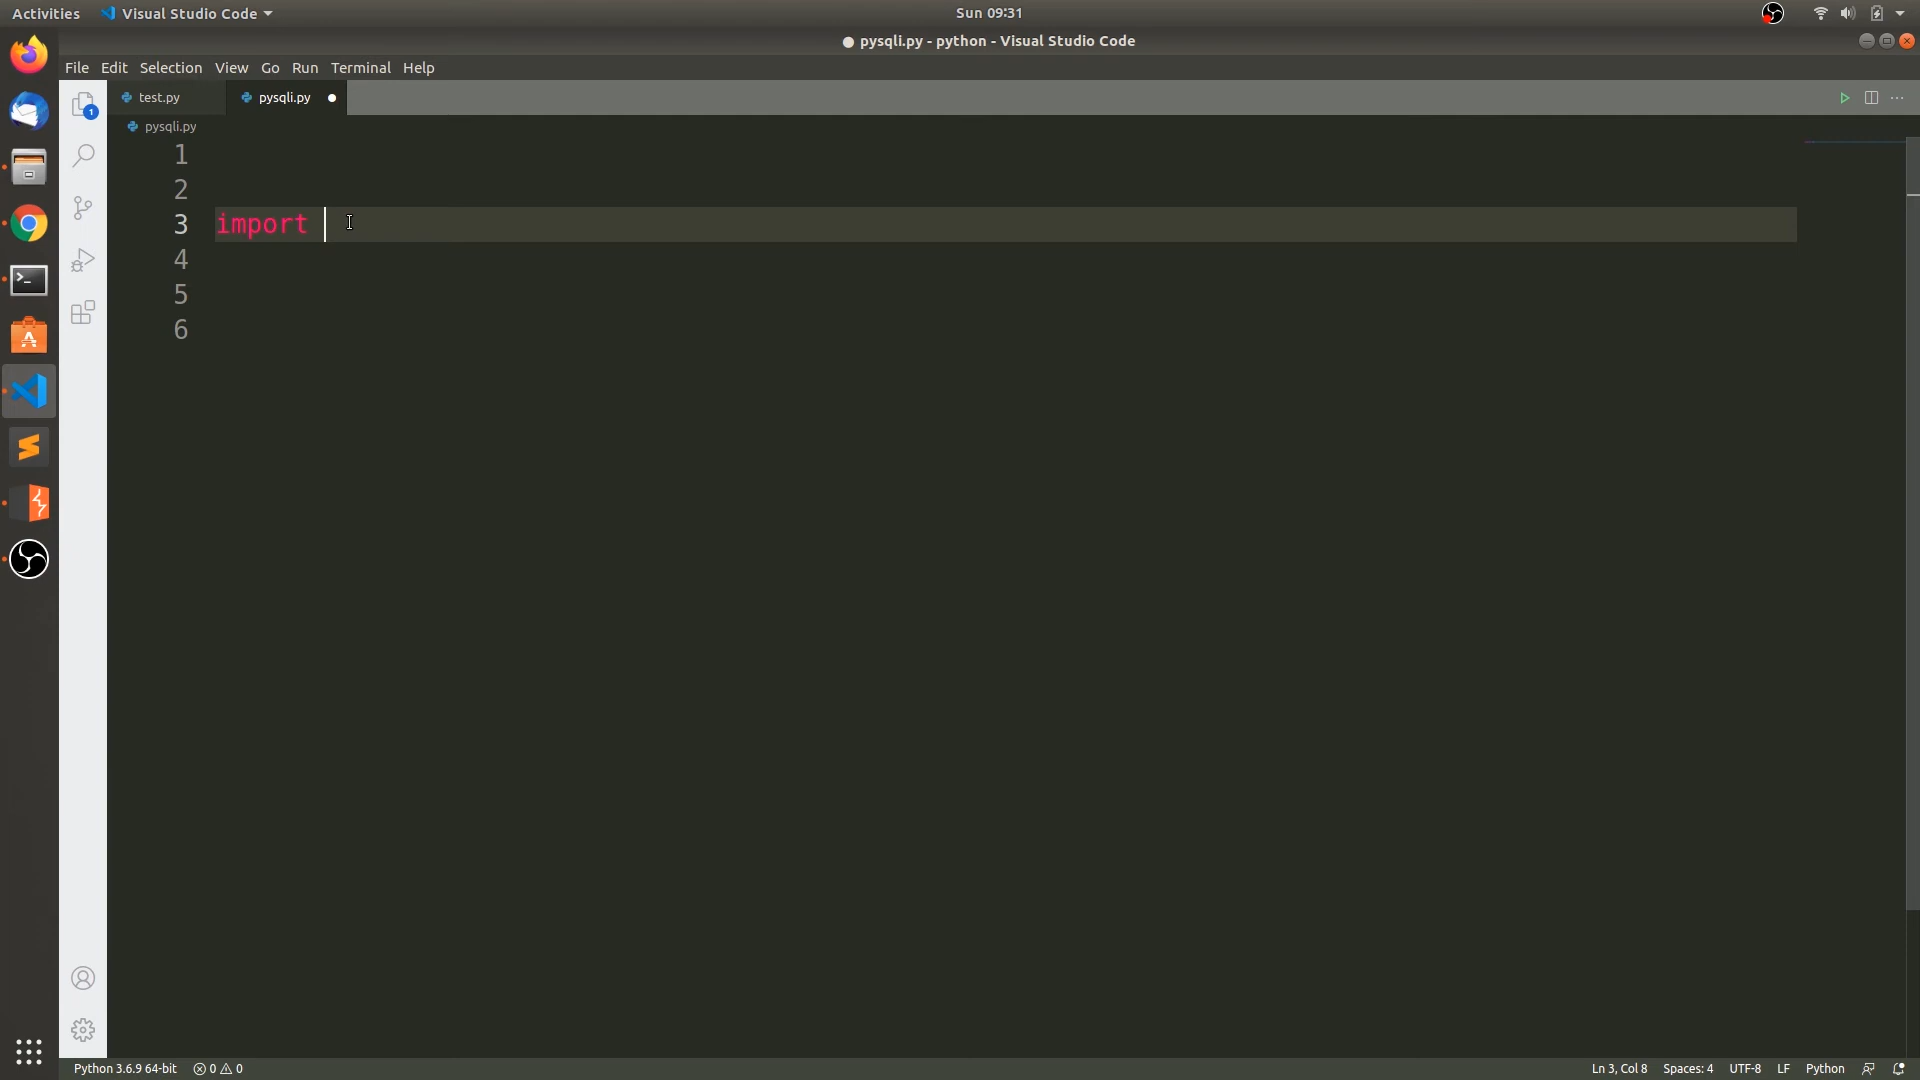 Activities Visual Studio Code Sun 09:31
● pysqli.py - python - Visual Studio Code
File Edit Selection View Go Run Terminal Help
test.py pysqli.py
pysqli.py
1
2
3 import
4
5
6
1
Python 3.6.9 64-bit 0 0 Ln 3, Col 8 Spaces: 4 UTF-8 LF Python